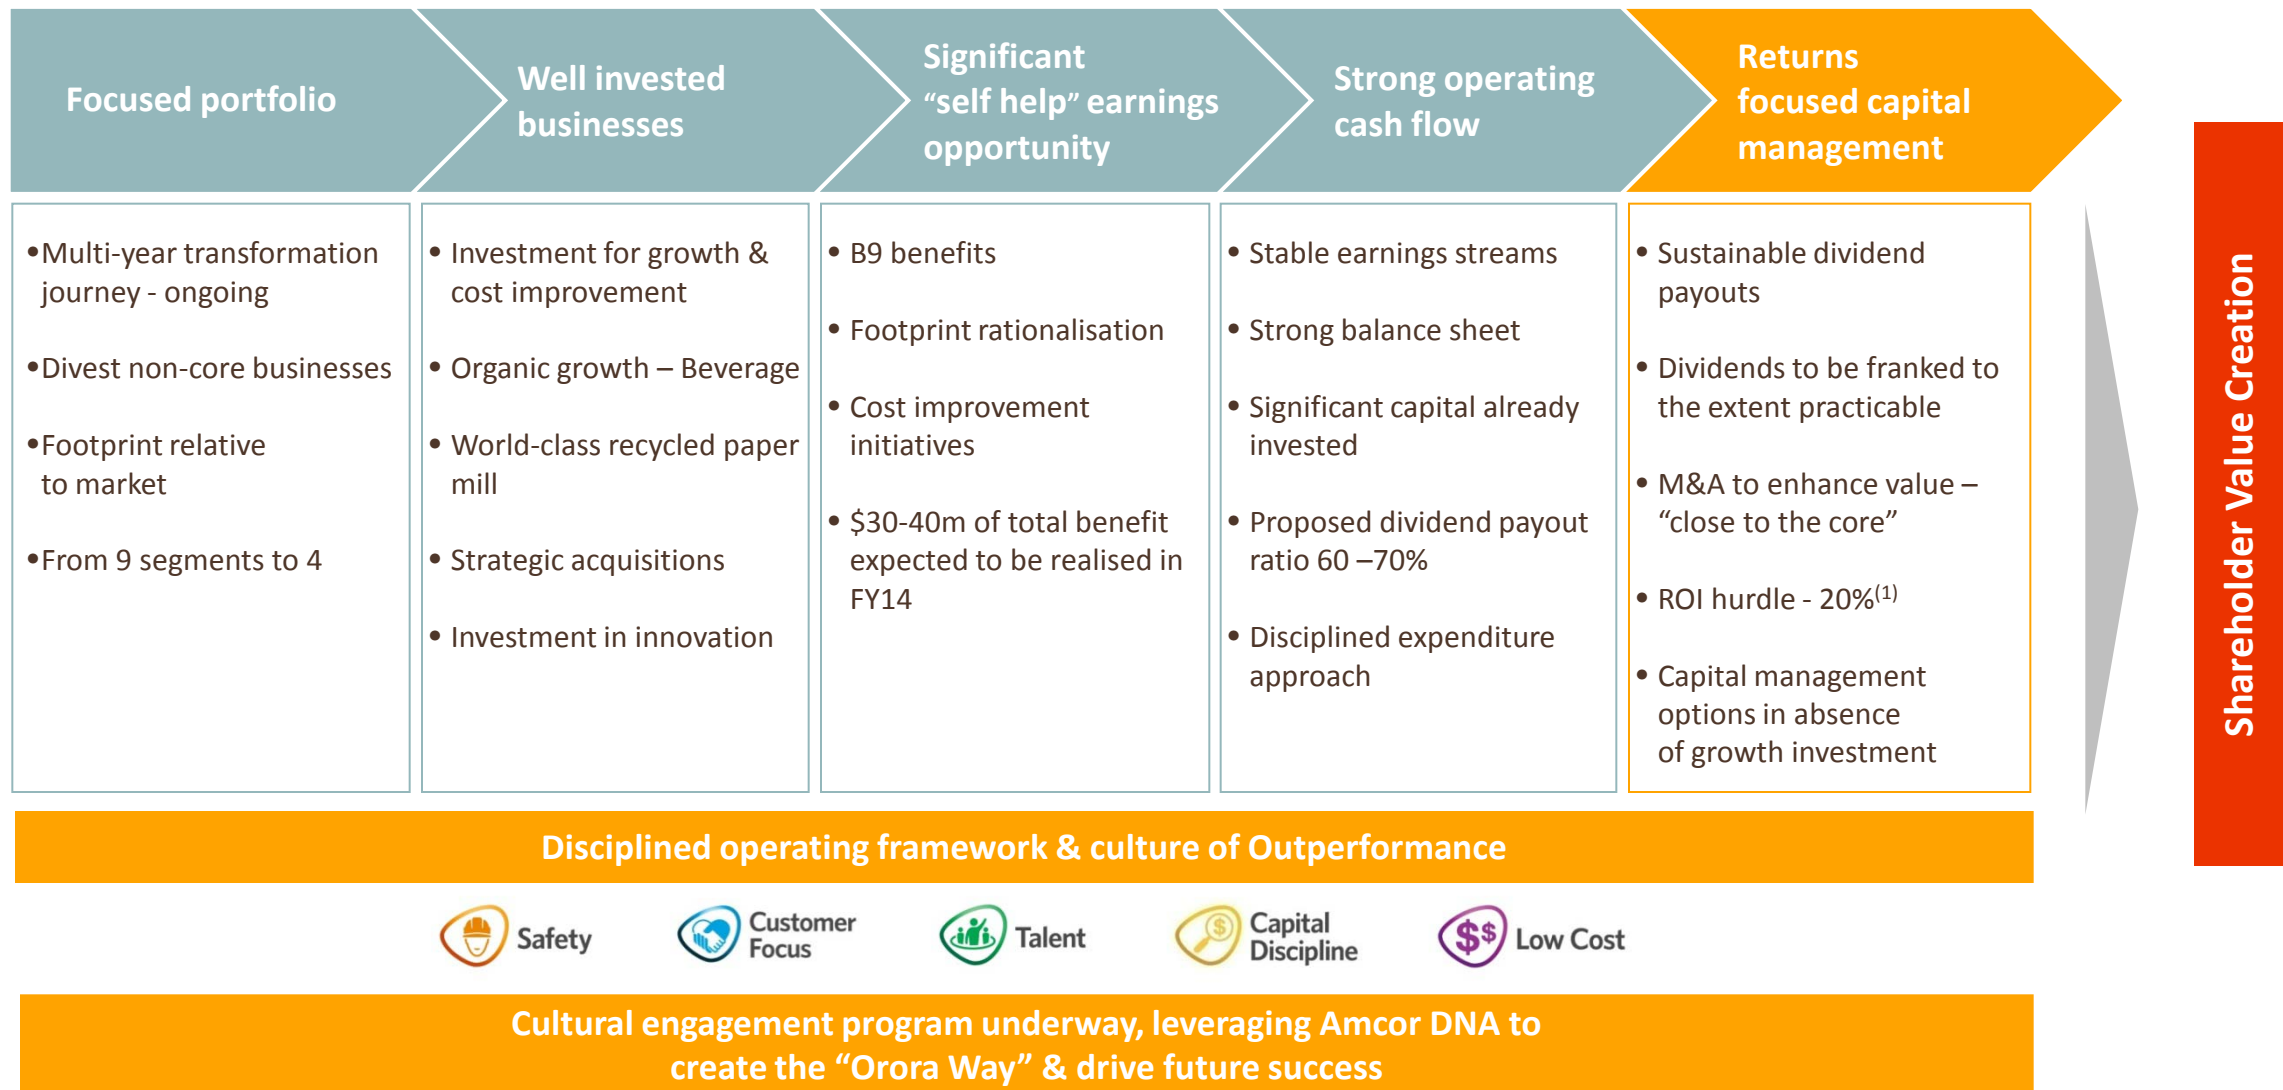 Focused portfolio
Well invested
businesses
Significant
“self help” earnings
opportunity
Strong operating
cash flow
Returns
focused capital
management
•Multi-year transformation
journey - ongoing
•Divest non-core businesses
•Footprint relative
to market
•From 9 segments to 4
• Investment for growth &
cost improvement
• Organic growth – Beverage
• World-class recycled paper
mill
• Strategic acquisitions
• Investment in innovation
• B9 benefits
• Footprint rationalisation
• Cost improvement
initiatives
• $30-40m of total benefit
expected to be realised in
FY14
• Stable earnings streams
• Strong balance sheet
• Significant capital already
invested
• Proposed dividend payout
ratio 60 –70%
• Disciplined expenditure
approach
• Sustainable dividend
payouts
• Dividends to be franked to
the extent practicable
• M&A to enhance value –
“close to the core”
• ROI hurdle - 20%(1)
• Capital management
options in absence
of growth investment
Shareholder Value Creation
Disciplined operating framework & culture of Outperformance
Safety
Customer
Focus
Talent
Capital
Discipline
Low Cost
Cultural engagement program underway, leveraging Amcor DNA to
create the “Orora Way” & drive future success